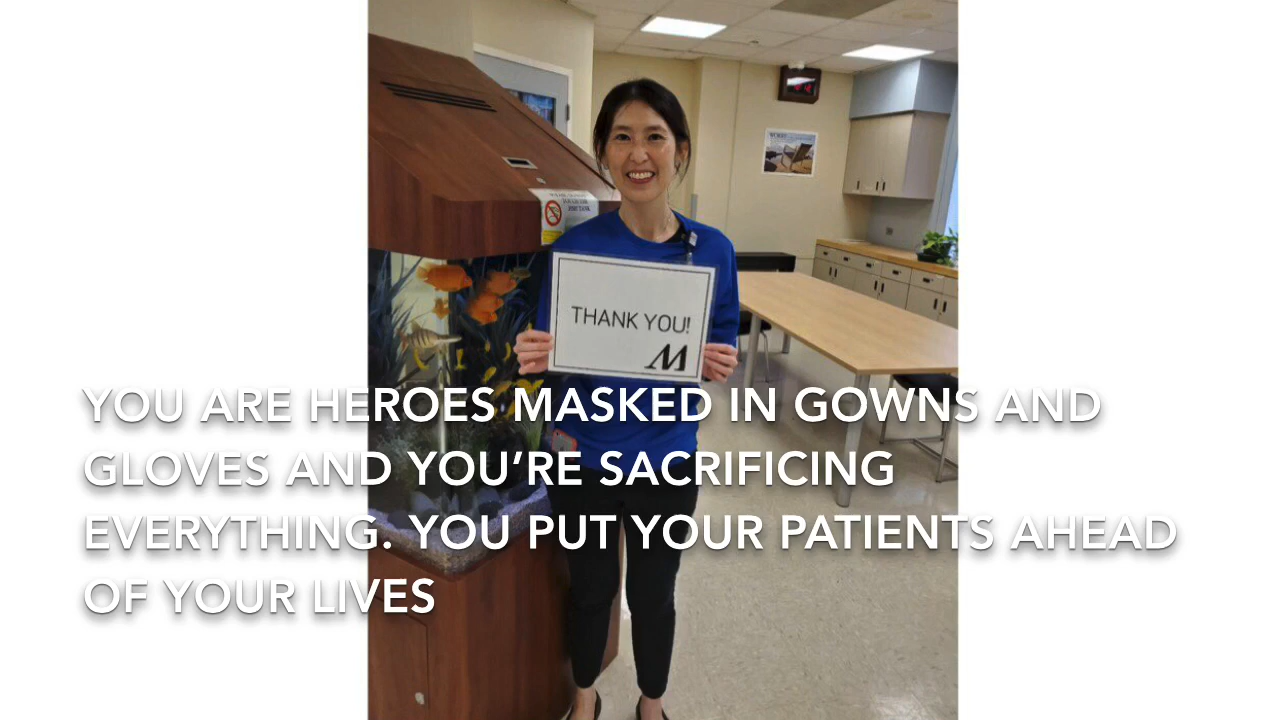 THANK YOU!
M
YOU ARE HEROES MASKED IN GOWNS AND
GLOVES AND YOU’RE SACRIFICING
EVERYTHING. YOU PUT YOUR PATIENTS AHEAD
OF YOUR LIVES